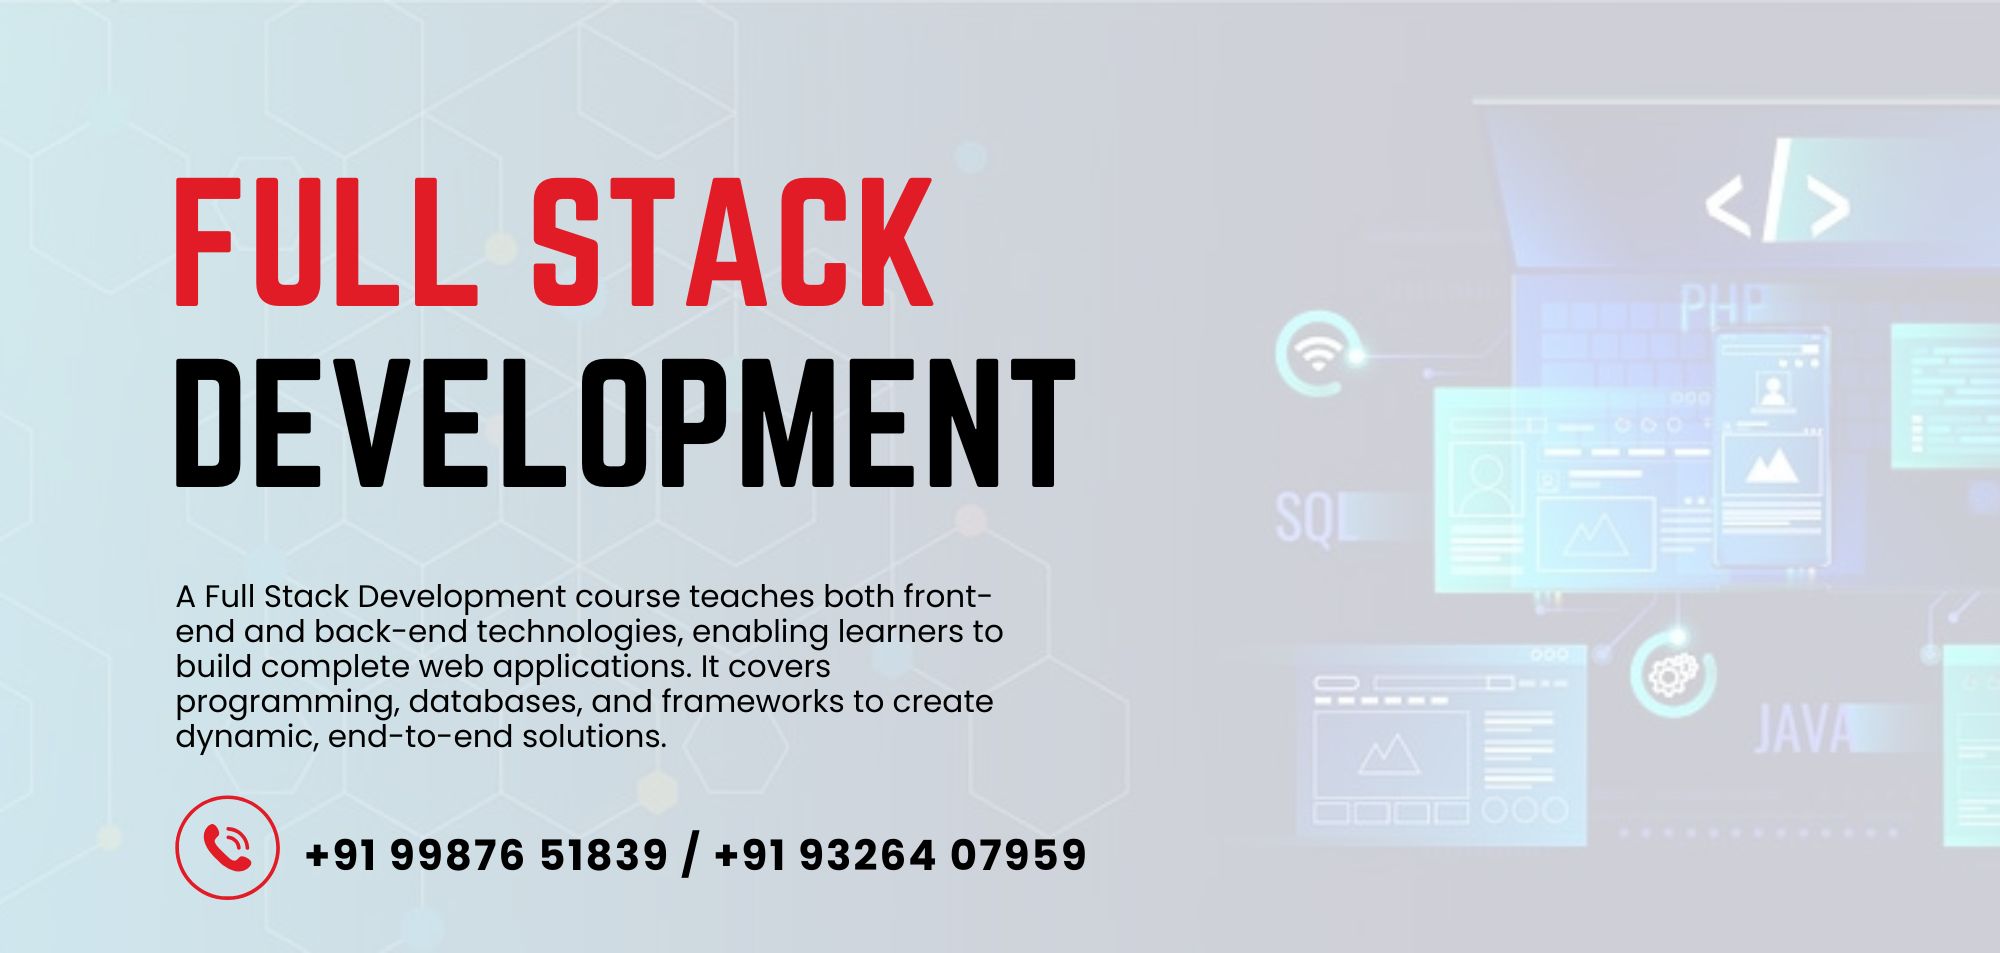 FULL STACK
DEVELOPMENT
A Full Stack Development course teaches both front-
end and back-end technologies, enabling learners to
build complete web applications. It covers
programming, databases, and frameworks to create
dynamic, end-to-end solutions.
+91 99876 51839 / +91 93264 07959
</>
PHP
SQL
JAVA